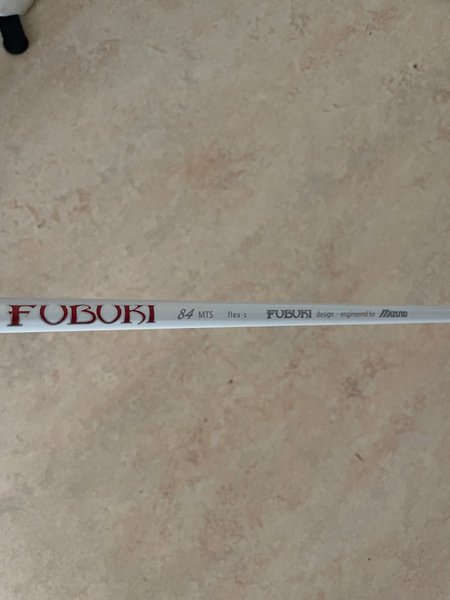 FUBUKI 84 MTS flex-s FUBUKI design - engineered for MIZUNO